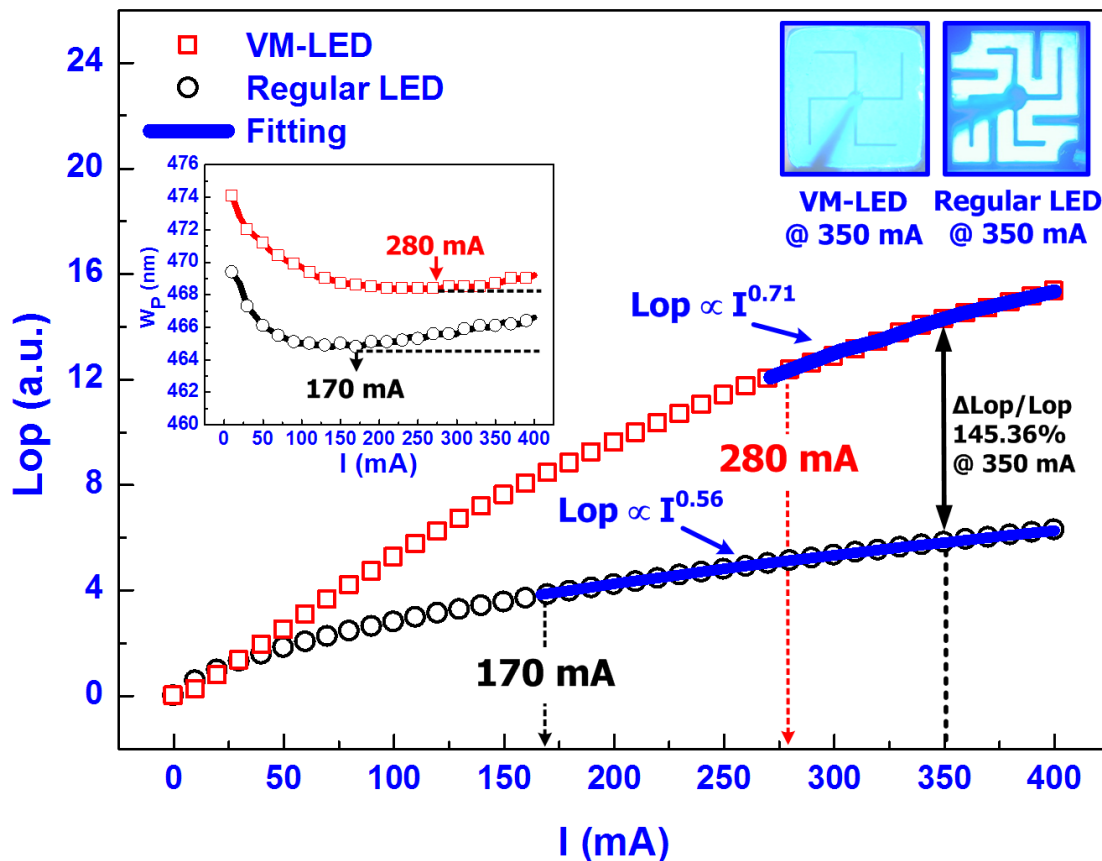 VM-LED
Regular LED
Fitting
VM-LED
@ 350 mA
Regular LED
@ 350 mA
Lop (a.u.)
24
20
16
12
8
4
0
0 50 100 150 200 250 300 350 400
I (mA)
W_P (nm)
476
474
472
470
468
466
464
462
460
0 50 100 150 200 250 300 350 400
I (mA)
280 mA
170 mA
Lop ∝ I^0.71
Lop ∝ I^0.56
280 mA
170 mA
ΔLop/Lop
145.36%
@ 350 mA